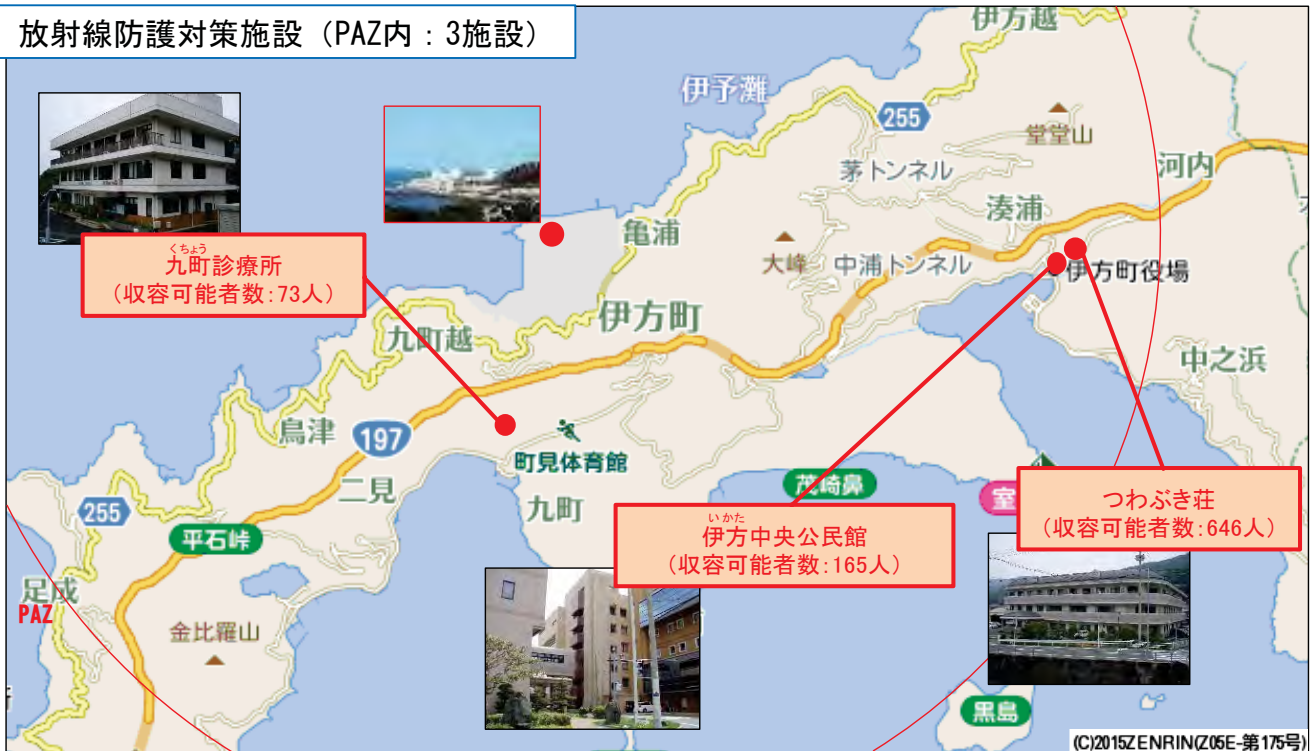 放射線防護対策施設（PAZ内：3施設）
伊方越
伊予灘
255
堂堂山
茅トンネル
河内
湊浦
亀浦
大峰
中浦トンネル
伊方町役場
くちょう
九町診療所
（収容可能者数：73人）
伊方町
九町越
中之浜
鳥津
197
町見体育館
二見
茂崎鼻
室
つわぶき荘
（収容可能者数：646人）
255
九町
いかた
伊方中央公民館
（収容可能者数：165人）
平石峠
足成
PAZ
金比羅山
黒島
(C)2015ZENRIN(Z05E-第175号)